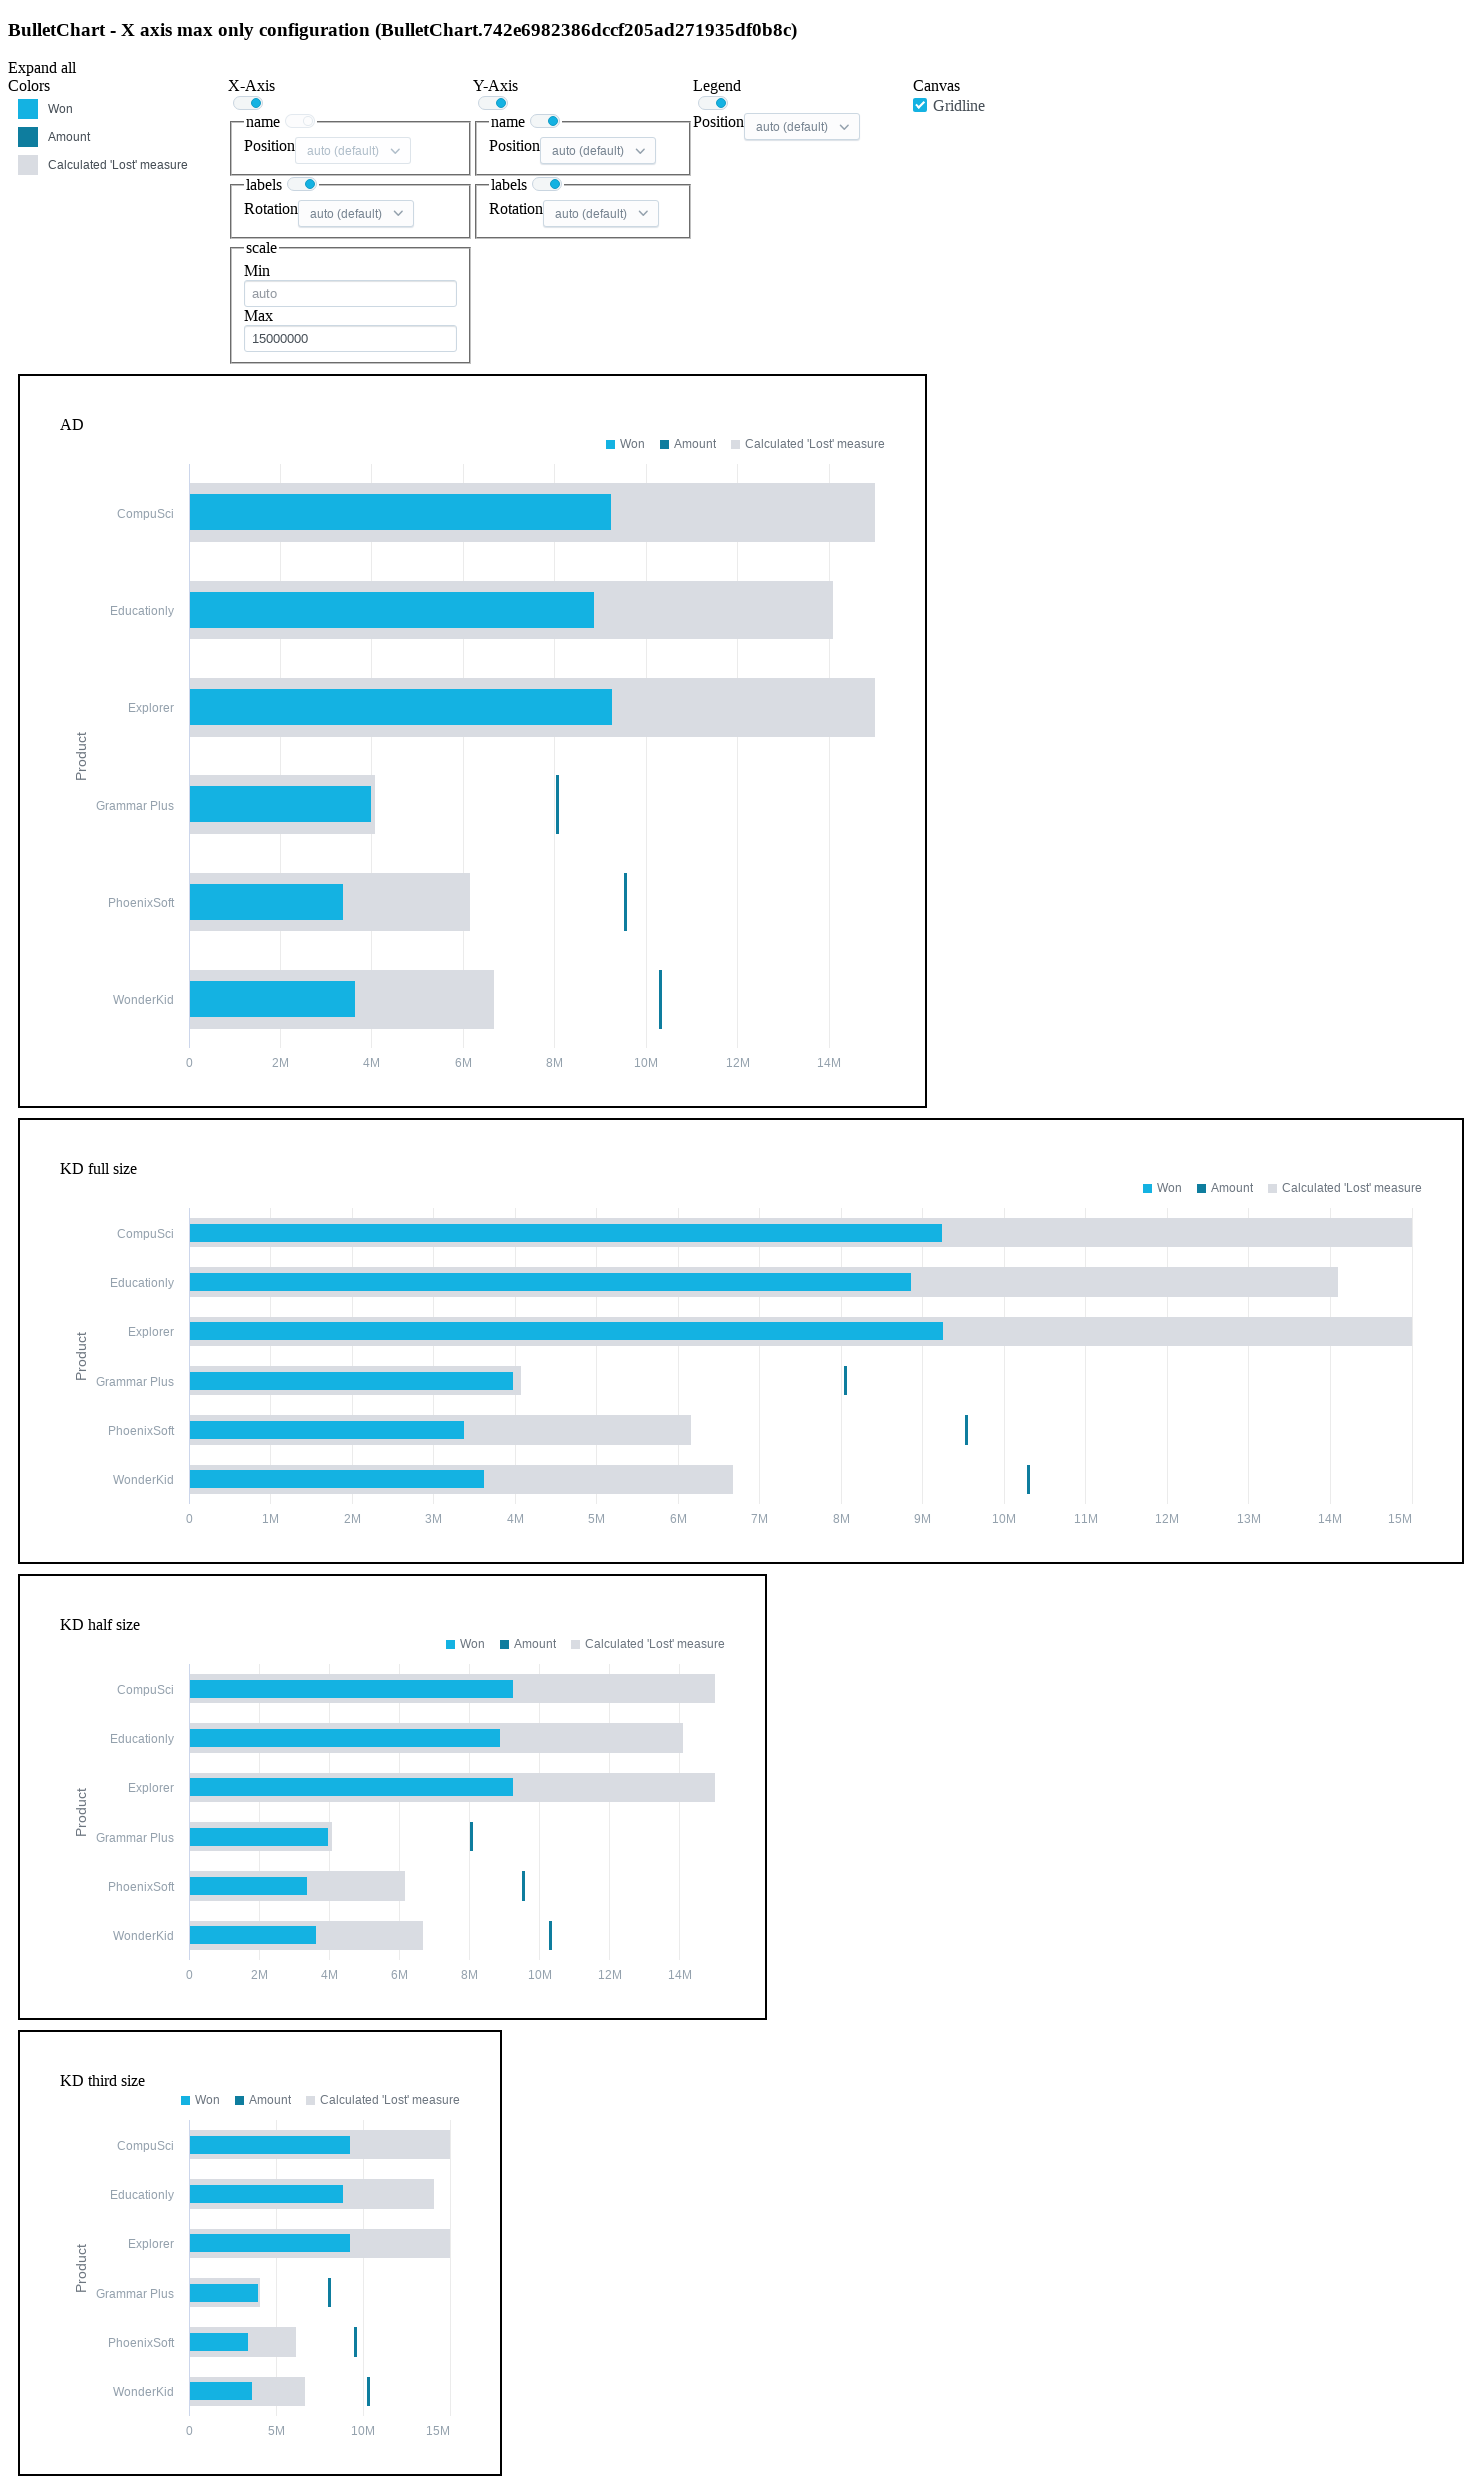 BulletChart - X axis max only configuration (BulletChart.742e6982386dccf205ad271935df0b8c)
Expand all
Colors
Won
Amount
Calculated 'Lost' measure
X-Axis
name
Position auto (default)
labels
Rotation auto (default)
scale
Min
auto
Max
15000000
Y-Axis
name
Position auto (default)
labels
Rotation auto (default)
Legend
Position auto (default)
Canvas
Gridline
AD
Won Amount Calculated 'Lost' measure
Product
CompuSci
Educationly
Explorer
Grammar Plus
PhoenixSoft
WonderKid
0 2M 4M 6M 8M 10M 12M 14M
KD full size
Won Amount Calculated 'Lost' measure
Product
CompuSci
Educationly
Explorer
Grammar Plus
PhoenixSoft
WonderKid
0 1M 2M 3M 4M 5M 6M 7M 8M 9M 10M 11M 12M 13M 14M 15M
KD half size
Won Amount Calculated 'Lost' measure
Product
CompuSci
Educationly
Explorer
Grammar Plus
PhoenixSoft
WonderKid
0 2M 4M 6M 8M 10M 12M 14M
KD third size
Won Amount Calculated 'Lost' measure
Product
CompuSci
Educationly
Explorer
Grammar Plus
PhoenixSoft
WonderKid
0 5M 10M 15M